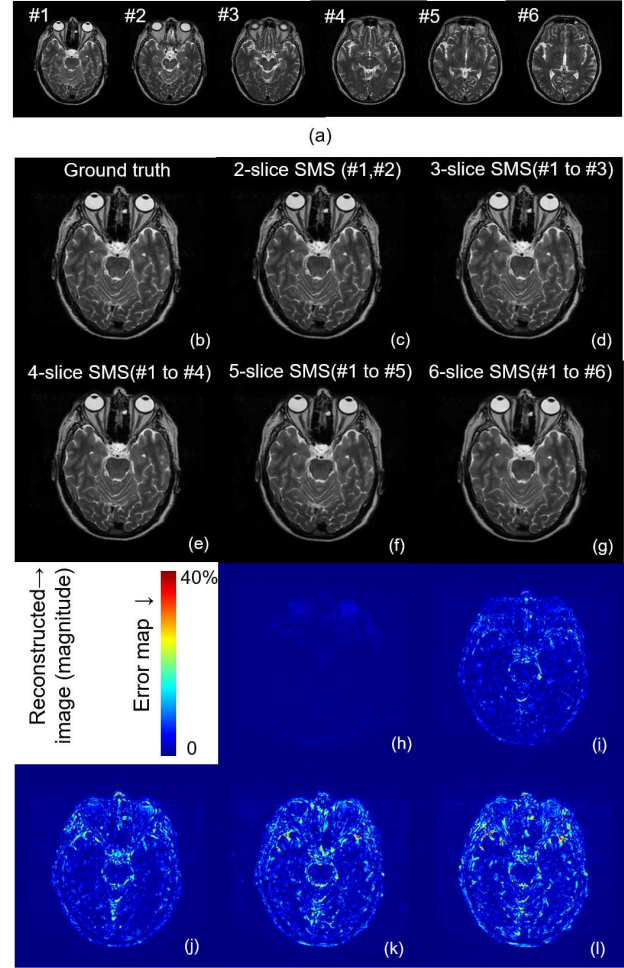 #1 #2 #3 #4 #5 #6
(a)
Ground truth 2-slice SMS (#1,#2) 3-slice SMS(#1 to #3)
(b) (c) (d)
4-slice SMS(#1 to #4) 5-slice SMS(#1 to #5) 6-slice SMS(#1 to #6)
(e) (f) (g)
Reconstructed→
image (magnitude)
Error map ↓
40%
0
(h) (i)
(j) (k) (l)